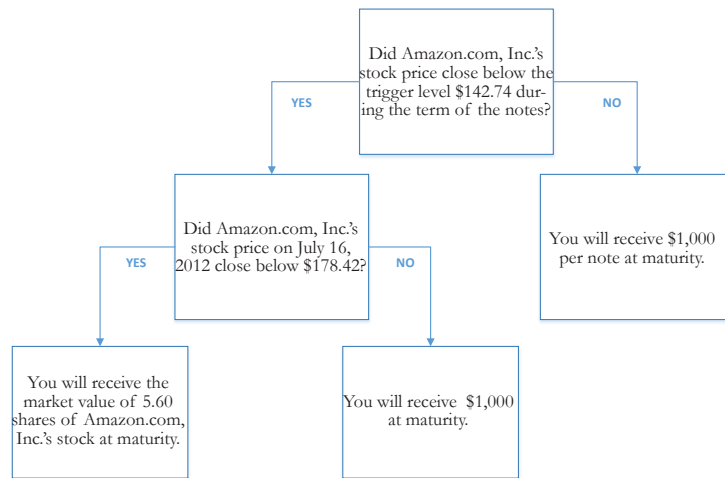 Did Amazon.com, Inc.'s
stock price close below the
trigger level $142.74 dur-
ing the term of the notes?
YES
NO
Did Amazon.com, Inc.'s
stock price on July 16,
2012 close below $178.42?
You will receive $1,000
per note at maturity.
YES
NO
You will receive the
market value of 5.60
shares of Amazon.com,
Inc.'s stock at maturity.
You will receive $1,000
at maturity.